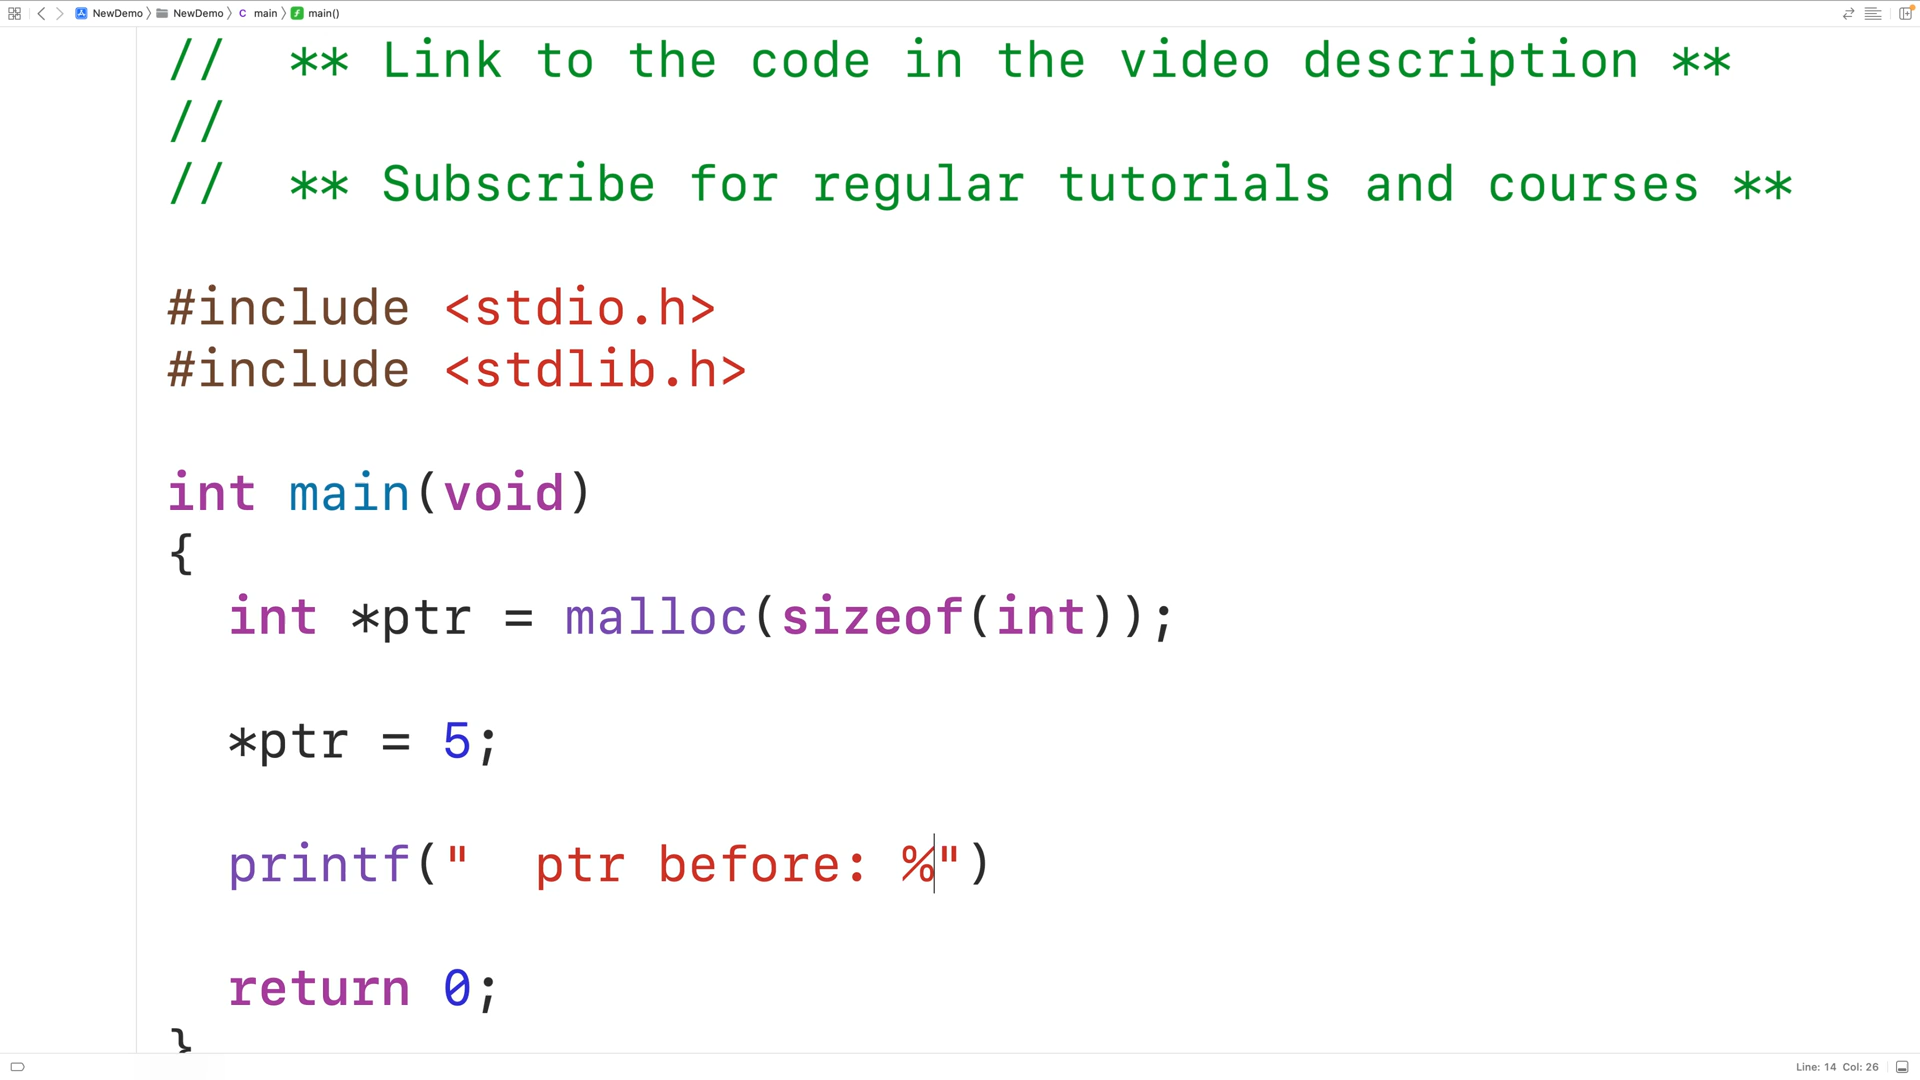 NewDemo NewDemo C main f main()
//  ** Link to the code in the video description **
//
//  ** Subscribe for regular tutorials and courses **
#include <stdio.h>
#include <stdlib.h>
int main(void)
{
  int *ptr = malloc(sizeof(int));
  *ptr = 5;
  printf("  ptr before: %")
  return 0;
}
Line: 14 Col: 26